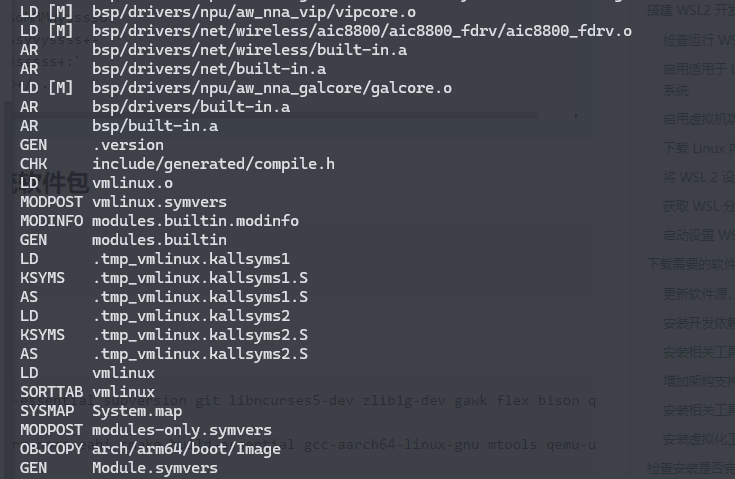 LD [M] bsp/drivers/npu/aw_nna_vip/vipcore.o
LD [M] bsp/drivers/net/wireless/aic8800/aic8800_fdrv/aic8800_fdrv.o
AR bsp/drivers/net/wireless/built-in.a
AR bsp/drivers/net/built-in.a
LD [M] bsp/drivers/npu/aw_nna_galcore/galcore.o
AR bsp/drivers/built-in.a
AR bsp/built-in.a
GEN .version
CHK include/generated/compile.h
LD vmlinux.o
MODPOST vmlinux.symvers
MODINFO modules.builtin.modinfo
GEN modules.builtin
LD .tmp_vmlinux.kallsyms1
KSYMS .tmp_vmlinux.kallsyms1.S
AS .tmp_vmlinux.kallsyms1.S
LD .tmp_vmlinux.kallsyms2
KSYMS .tmp_vmlinux.kallsyms2.S
AS .tmp_vmlinux.kallsyms2.S
LD vmlinux
SORTTAB vmlinux
SYSMAP System.map
MODPOST modules-only.symvers
OBJCOPY arch/arm64/boot/Image
GEN Module.symvers
软件包
git libncurses5-dev zlib1g-dev gawk flex bison
gcc-aarch64-linux-gnu mtools
搭建 WSL2 开
检查运行 WS
启用适用于
系统
启用虚拟机
下载 Linux
将 WSL 2 设
获取 WSL 分
启动设置 WS
下载需要的软件
更新软件源
安装开发依赖
安装相关工具
增加架构支持
安装相关工具
安装虚拟化工
检查安装是否完